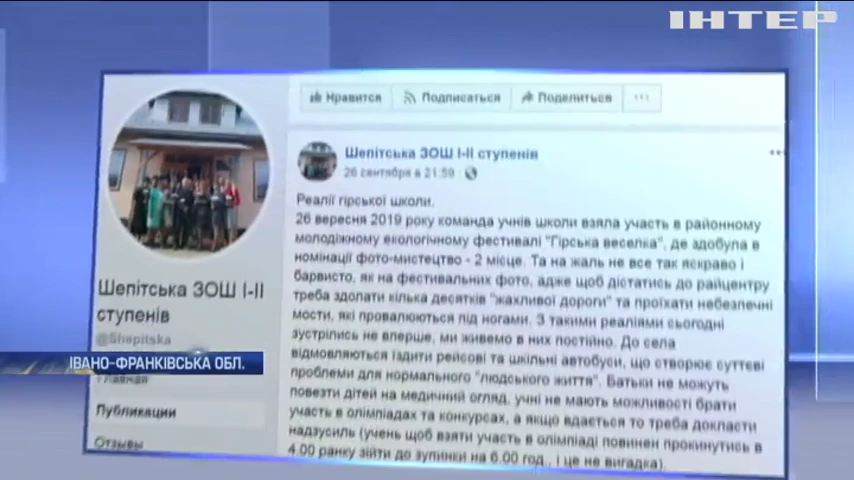 ІНТЕР
Нравится
Подписаться
Поделиться
Шепітська ЗОШ І-ІІ ступенів
26 сентября в 21:59
Реалії гірської школи.
26 вересня 2019 року команда учнів школи взяла участь в районному
молодіжному екологічному фестивалі "Гірська веселка", де здобула в
номінації фото-мистецтво - 2 місце. Та на жаль не все так яскраво і
барвисто, як на фестивальних фото, адже щоб дістатись до райцентру
треба здолати кілька десятків "жахливої дороги" та проїхати небезпечні
мости, які провалюються під ногами. З такими реаліями сьогодні
зустрілись не вперше, ми живемо в них постійно. До села
відмовляються їздити рейсові та шкільні автобуси, що створює суттєві
проблеми для нормального "людського життя". Батьки не можуть
повезти дітей на медичний огляд, учні не мають можливості брати
участь в олімпіадах та конкурсах, а якщо вдається то треба докласти
надзусиль (учень щоб взяти участь в олімпіаді повинен прокинутись в
4.00 ранку зійти до зупинки на 6.00 год., і це не вигадка).
Шепітська ЗОШ І-ІІ
ступенів
@Shepitska
ІВАНО-ФРАНКІВСЬКА ОБЛ.
Главная
Публикации
Отзывы